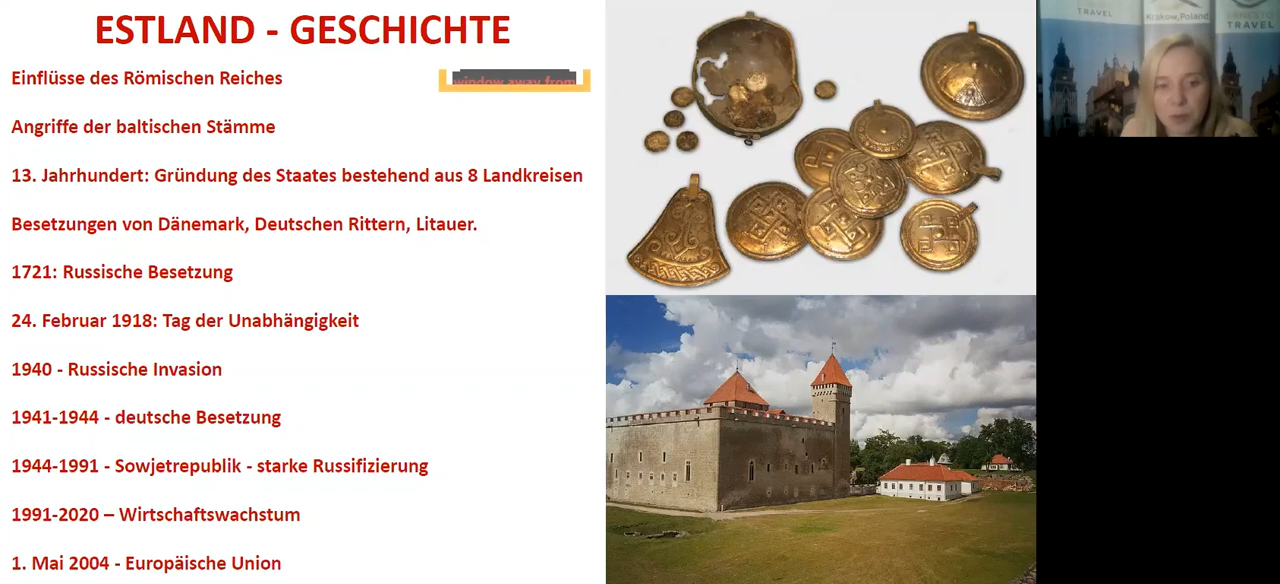 ESTLAND - GESCHICHTE
Einflüsse des Römischen Reiches
window away from
Angriffe der baltischen Stämme
13. Jahrhundert: Gründung des Staates bestehend aus 8 Landkreisen
Besetzungen von Dänemark, Deutschen Rittern, Litauer.
1721: Russische Besetzung
24. Februar 1918: Tag der Unabhängigkeit
1940 - Russische Invasion
1941-1944 - deutsche Besetzung
1944-1991 - Sowjetrepublik - starke Russifizierung
1991-2020 – Wirtschaftswachstum
1. Mai 2004 - Europäische Union
TRAVEL
Krakow, Poland
TRAVEL